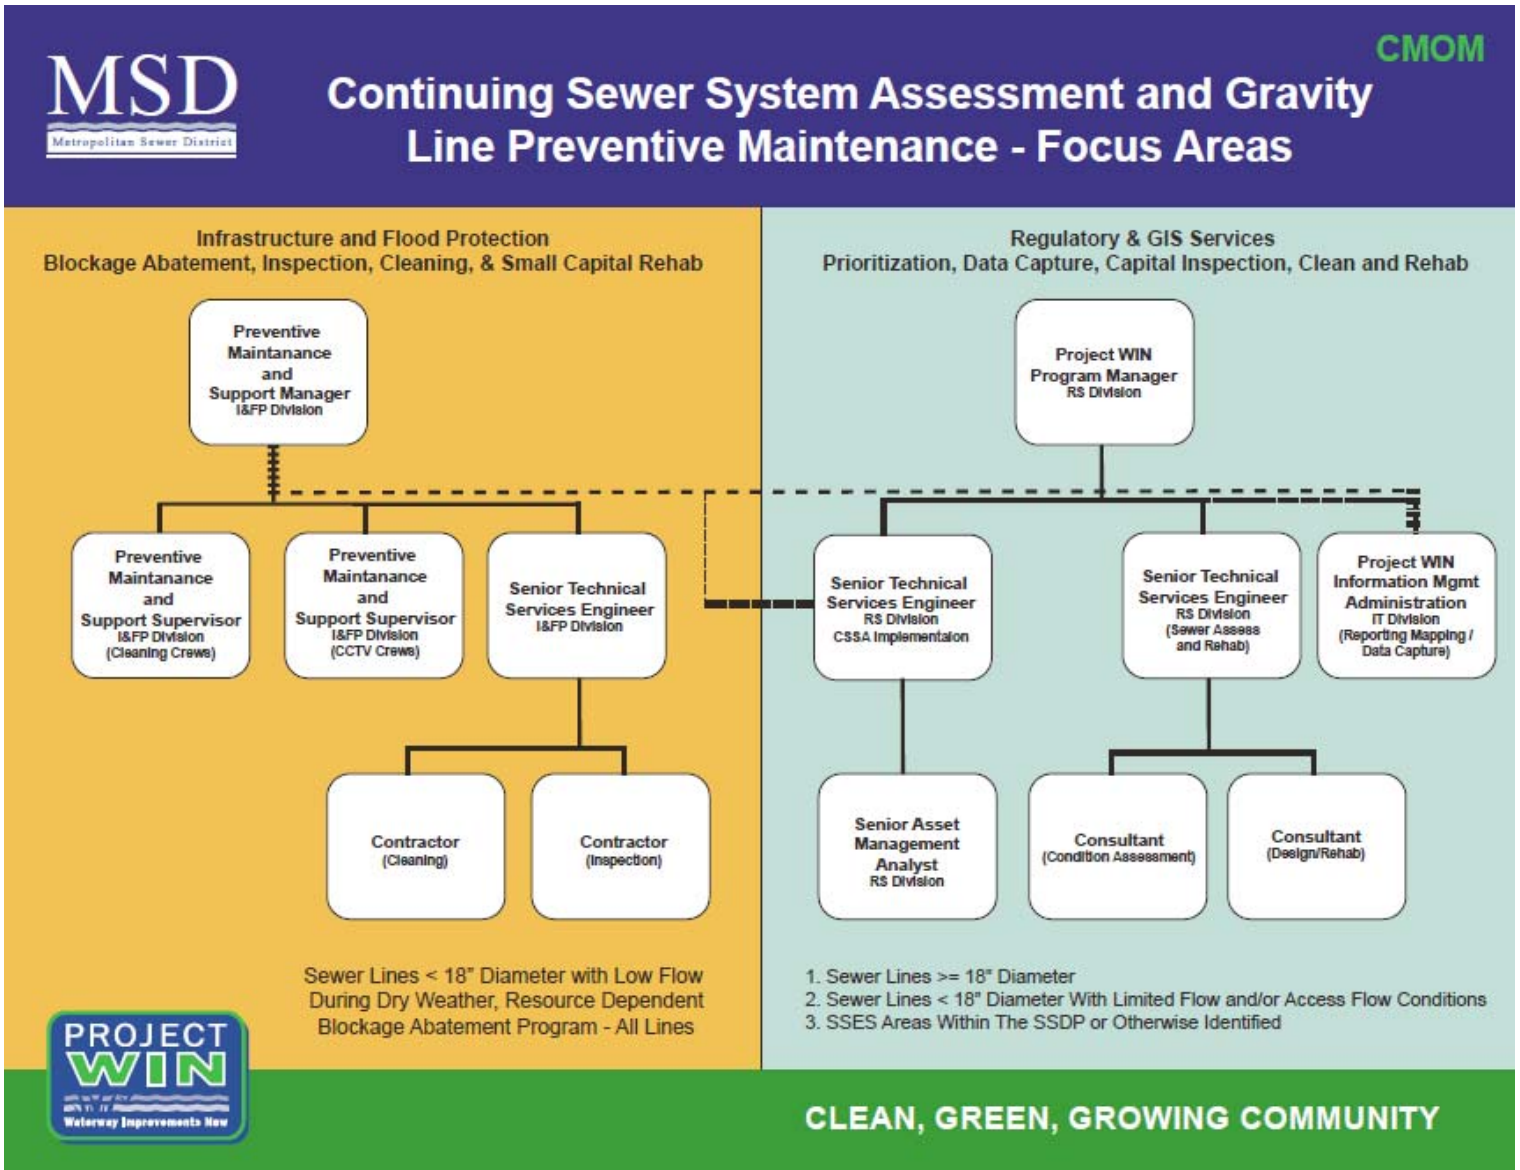 MSD
Metropolitan Sewer District
CMOM
Continuing Sewer System Assessment and Gravity
Line Preventive Maintenance - Focus Areas
Infrastructure and Flood Protection
Blockage Abatement, Inspection, Cleaning, & Small Capital Rehab
Preventive
Maintanance
and
Support Manager
I&FP Division
Preventive
Maintanance
and
Support Supervisor
I&FP Division
(Cleaning Crews)
Preventive
Maintanance
and
Support Supervisor
I&FP Division
(CCTV Crews)
Senior Technical
Services Engineer
I&FP Division
Contractor
(Cleaning)
Contractor
(Inspection)
Sewer Lines < 18" Diameter with Low Flow
During Dry Weather, Resource Dependent
Blockage Abatement Program - All Lines
Regulatory & GIS Services
Prioritization, Data Capture, Capital Inspection, Clean and Rehab
Project WIN
Program Manager
RS Division
Senior Technical
Services Engineer
RS Division
CSSA Implementaion
Senior Technical
Services Engineer
RS Division
(Sewer Assess
and Rehab)
Project WIN
Information Mgmt
Administration
IT Division
(Reporting Mapping /
Data Capture)
Senior Asset
Management
Analyst
RS Division
Consultant
(Condition Assessment)
Consultant
(Design/Rehab)
1. Sewer Lines >= 18" Diameter
2. Sewer Lines < 18" Diameter With Limited Flow and/or Access Flow Conditions
3. SSES Areas Within The SSDP or Otherwise Identified
PROJECT
WIN
Waterway Improvements Now
CLEAN, GREEN, GROWING COMMUNITY